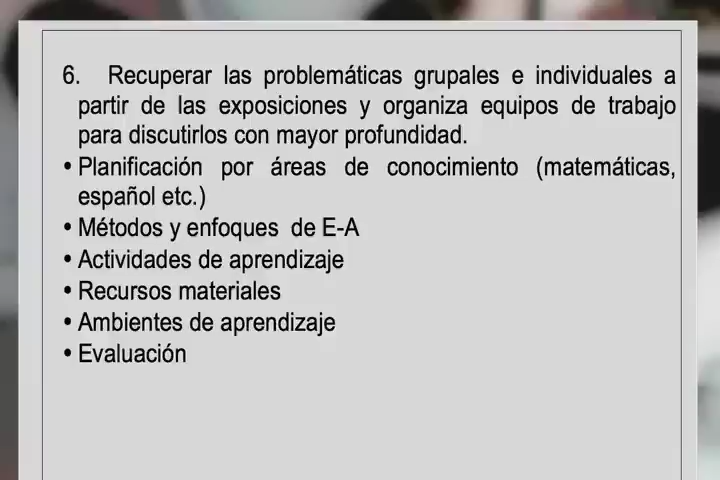 6. Recuperar las problemáticas grupales e individuales a
partir de las exposiciones y organiza equipos de trabajo
para discutirlos con mayor profundidad.
• Planificación por áreas de conocimiento (matemáticas,
español etc.)
• Métodos y enfoques de E-A
• Actividades de aprendizaje
• Recursos materiales
• Ambientes de aprendizaje
• Evaluación